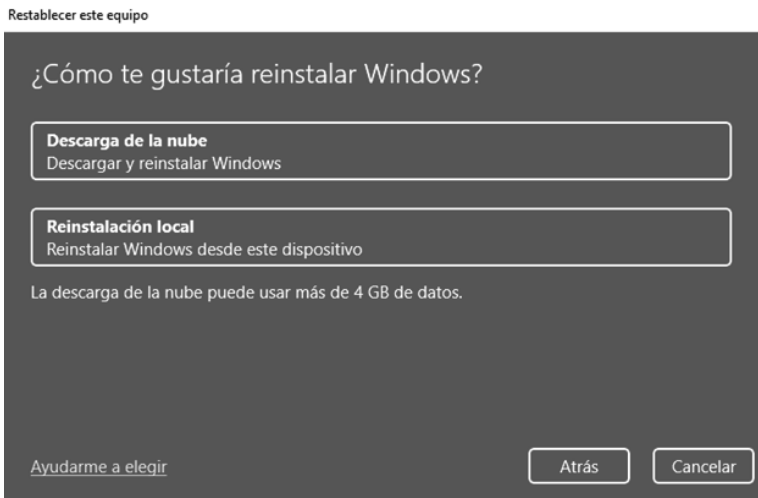 Restablecer este equipo
¿Cómo te gustaría reinstalar Windows?
Descarga de la nube
Descargar y reinstalar Windows
Reinstalación local
Reinstalar Windows desde este dispositivo
La descarga de la nube puede usar más de 4 GB de datos.
Ayudarme a elegir
Atrás
Cancelar